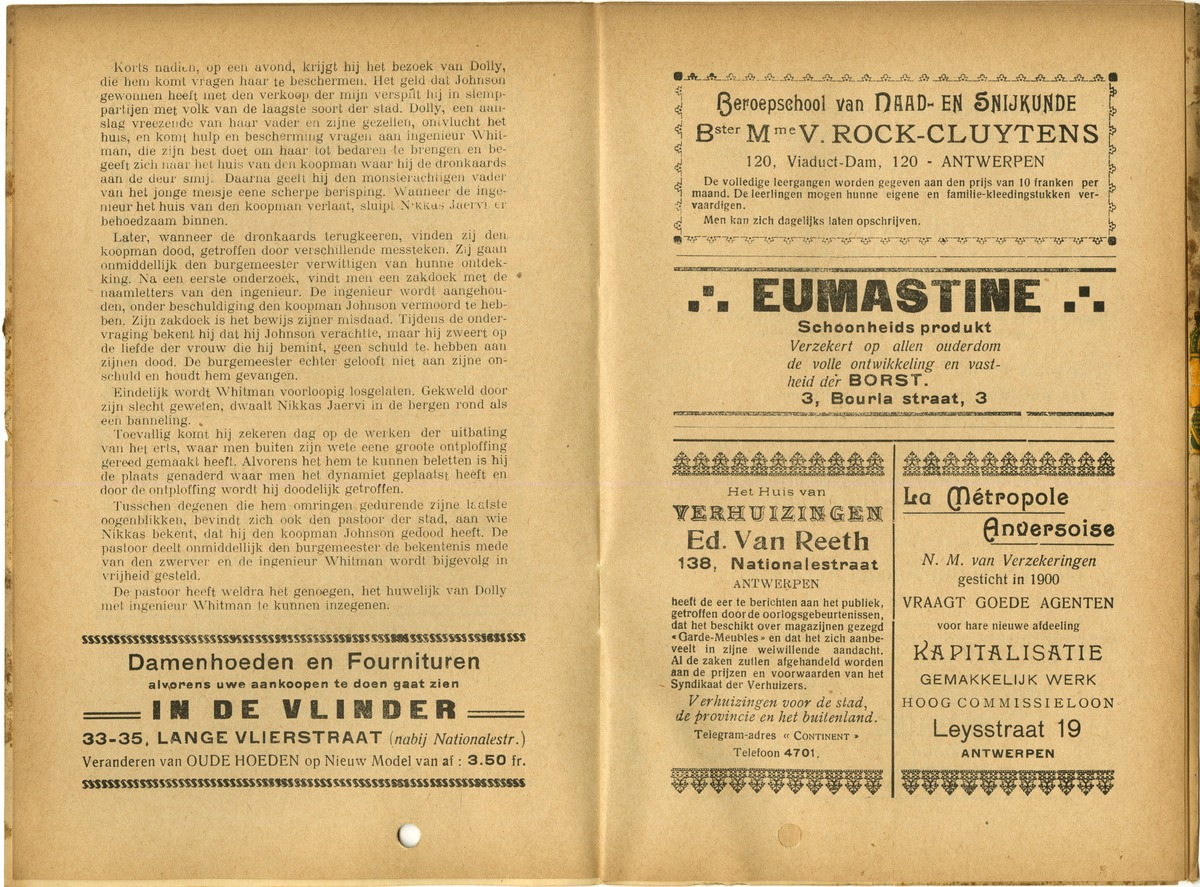 Korts nadien, op een avond, krijgt hij het bezoek van Dolly,
die hem komt vragen haar te beschermen. Het geld dat Johnson
gewonnen heeft met den verkoop der mijn verspilt hij in slemp-
partijen met volk van de laagste soort der stad. Dolly, een aan-
slag vreezende van haar vader en zijne gezellen, ontvlucht het
huis, en komt hulp en bescherming vragen aan ingenieur Whit-
man, die zijn best doet om haar tot bedaren te brengen en be-
geeft zich naar het huis van den koopman waar hij de dronkaards
aan de deur smijt. Daarna geeft hij den monsterachtigen vader
van het jonge meisje eene scherpe berisping. Wanneer de inge-
nieur het huis van den koopman verlaat, sluipt Nikkas Jaervi er
behoedzaam binnen.
Later, wanneer de dronkaards terugkeeren, vinden zij den
koopman dood, getroffen door verschillende messteken. Zij gaan
onmiddellijk den burgemeester verwittigen van hunne ontdek-
king. Na een eerste onderzoek, vindt men een zakdoek met de
naamletters van den ingenieur. De ingenieur wordt aangehou-
den, onder beschuldiging den koopman Johnson vermoord te heb-
ben. Zijn zakdoek is het bewijs zijner misdaad. Tijdens de onder-
vraging bekent hij dat hij Johnson verachtte, maar hij zweert op
de liefde der vrouw die hij bemint, geen schuld te hebben aan
zijnen dood. De burgemeester echter gelooft niet aan zijne on-
schuld en houdt hem gevangen.
Eindelijk wordt Whitman voorloopig losgelaten. Gekweld door
zijn slecht geweten, dwaalt Nikkas Jaervi in de bergen rond als
een banneling.
Toevallig komt hij zekeren dag op de werken der uitbating
van het erts, waar men buiten zijn wete eene groote ontploffing
gereed gemaakt heeft. Alvorens het hem te kunnen beletten is hij
de plaats genaderd waar men het dynamiet geplaatst heeft en
door de ontploffing wordt hij doodelijk getroffen.
Tusschen degenen die hem omringen gedurende zijne laatste
oogenblikken, bevindt zich ook den pastoor der stad, aan wie
Nikkas bekent, dat hij den koopman Johnson gedood heeft. De
pastoor deelt onmiddellijk den burgemeester de bekentenis mede
van den zwerver en de ingenieur Whitman wordt bijgevolg in
vrijheid gesteld.
De pastoor heeft weldra het genoegen, het huwelijk van Dolly
met ingenieur Whitman te kunnen inzegenen.
Damenhoeden en Fournituren
alvorens uwe aankoopen te doen gaat zien
IN DE VLINDER
33-35, LANGE VLIERSTRAAT (nabij Nationalestr.)
Veranderen van OUDE HOEDEN op Nieuw Model van af : 3.50 fr.
Beroepschool van NAAD- EN SNIJKUNDE
Bster Mme V. ROCK-CLUYTENS
120, Viaduct-Dam, 120 - ANTWERPEN
De volledige leergangen worden gegeven aan den prijs van 10 franken per
maand. De leerlingen mogen hunne eigene en familie-kleedingstukken ver-
vaardigen.
Men kan zich dagelijks laten opschrijven.
EUMASTINE
Schoonheids produkt
Verzekert op allen ouderdom
de volle ontwikkeling en vast-
heid der BORST.
3, Bourla straat, 3
Het Huis van
VERHUIZINGEN
Ed. Van Reeth
138, Nationalestraat
ANTWERPEN
heeft de eer te berichten aan het publiek,
getroffen door de oorlogsgebeurtenissen,
dat het beschikt over magazijnen gezegd
«Garde-Meubles» en dat het zich aanbe-
veelt in zijne welwillende aandacht.
Al de zaken zullen afgehandeld worden
aan de prijzen en voorwaarden van het
Syndikaat der Verhuizers.
Verhuizingen voor de stad,
de provincie en het buitenland.
Telegram-adres « CONTINENT »
Telefoon 4701.
La Métropole
Anversoise
N. M. van Verzekeringen
gesticht in 1900
VRAAGT GOEDE AGENTEN
voor hare nieuwe afdeeling
KAPITALISATIE
GEMAKKELIJK WERK
HOOG COMMISSIELOON
Leysstraat 19
ANTWERPEN